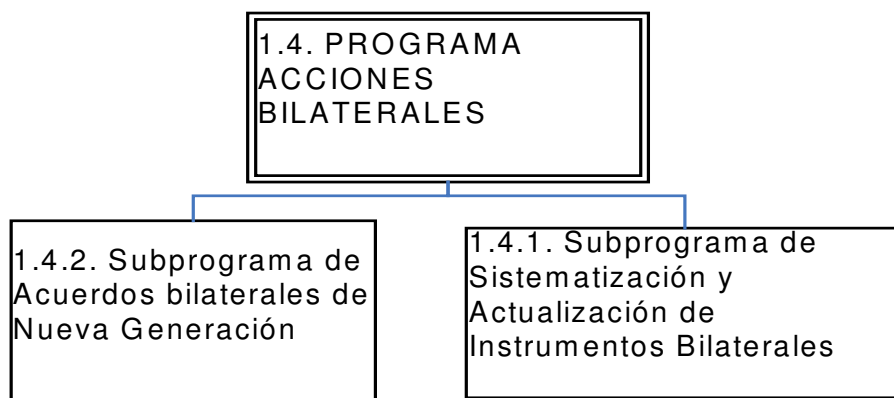 1.4. PROGRAMA
ACCIONES
BILATERALES
1.4.2. Subprograma de
Acuerdos bilaterales de
Nueva Generación
1.4.1. Subprograma de
Sistematización y
Actualización de
Instrumentos Bilaterales